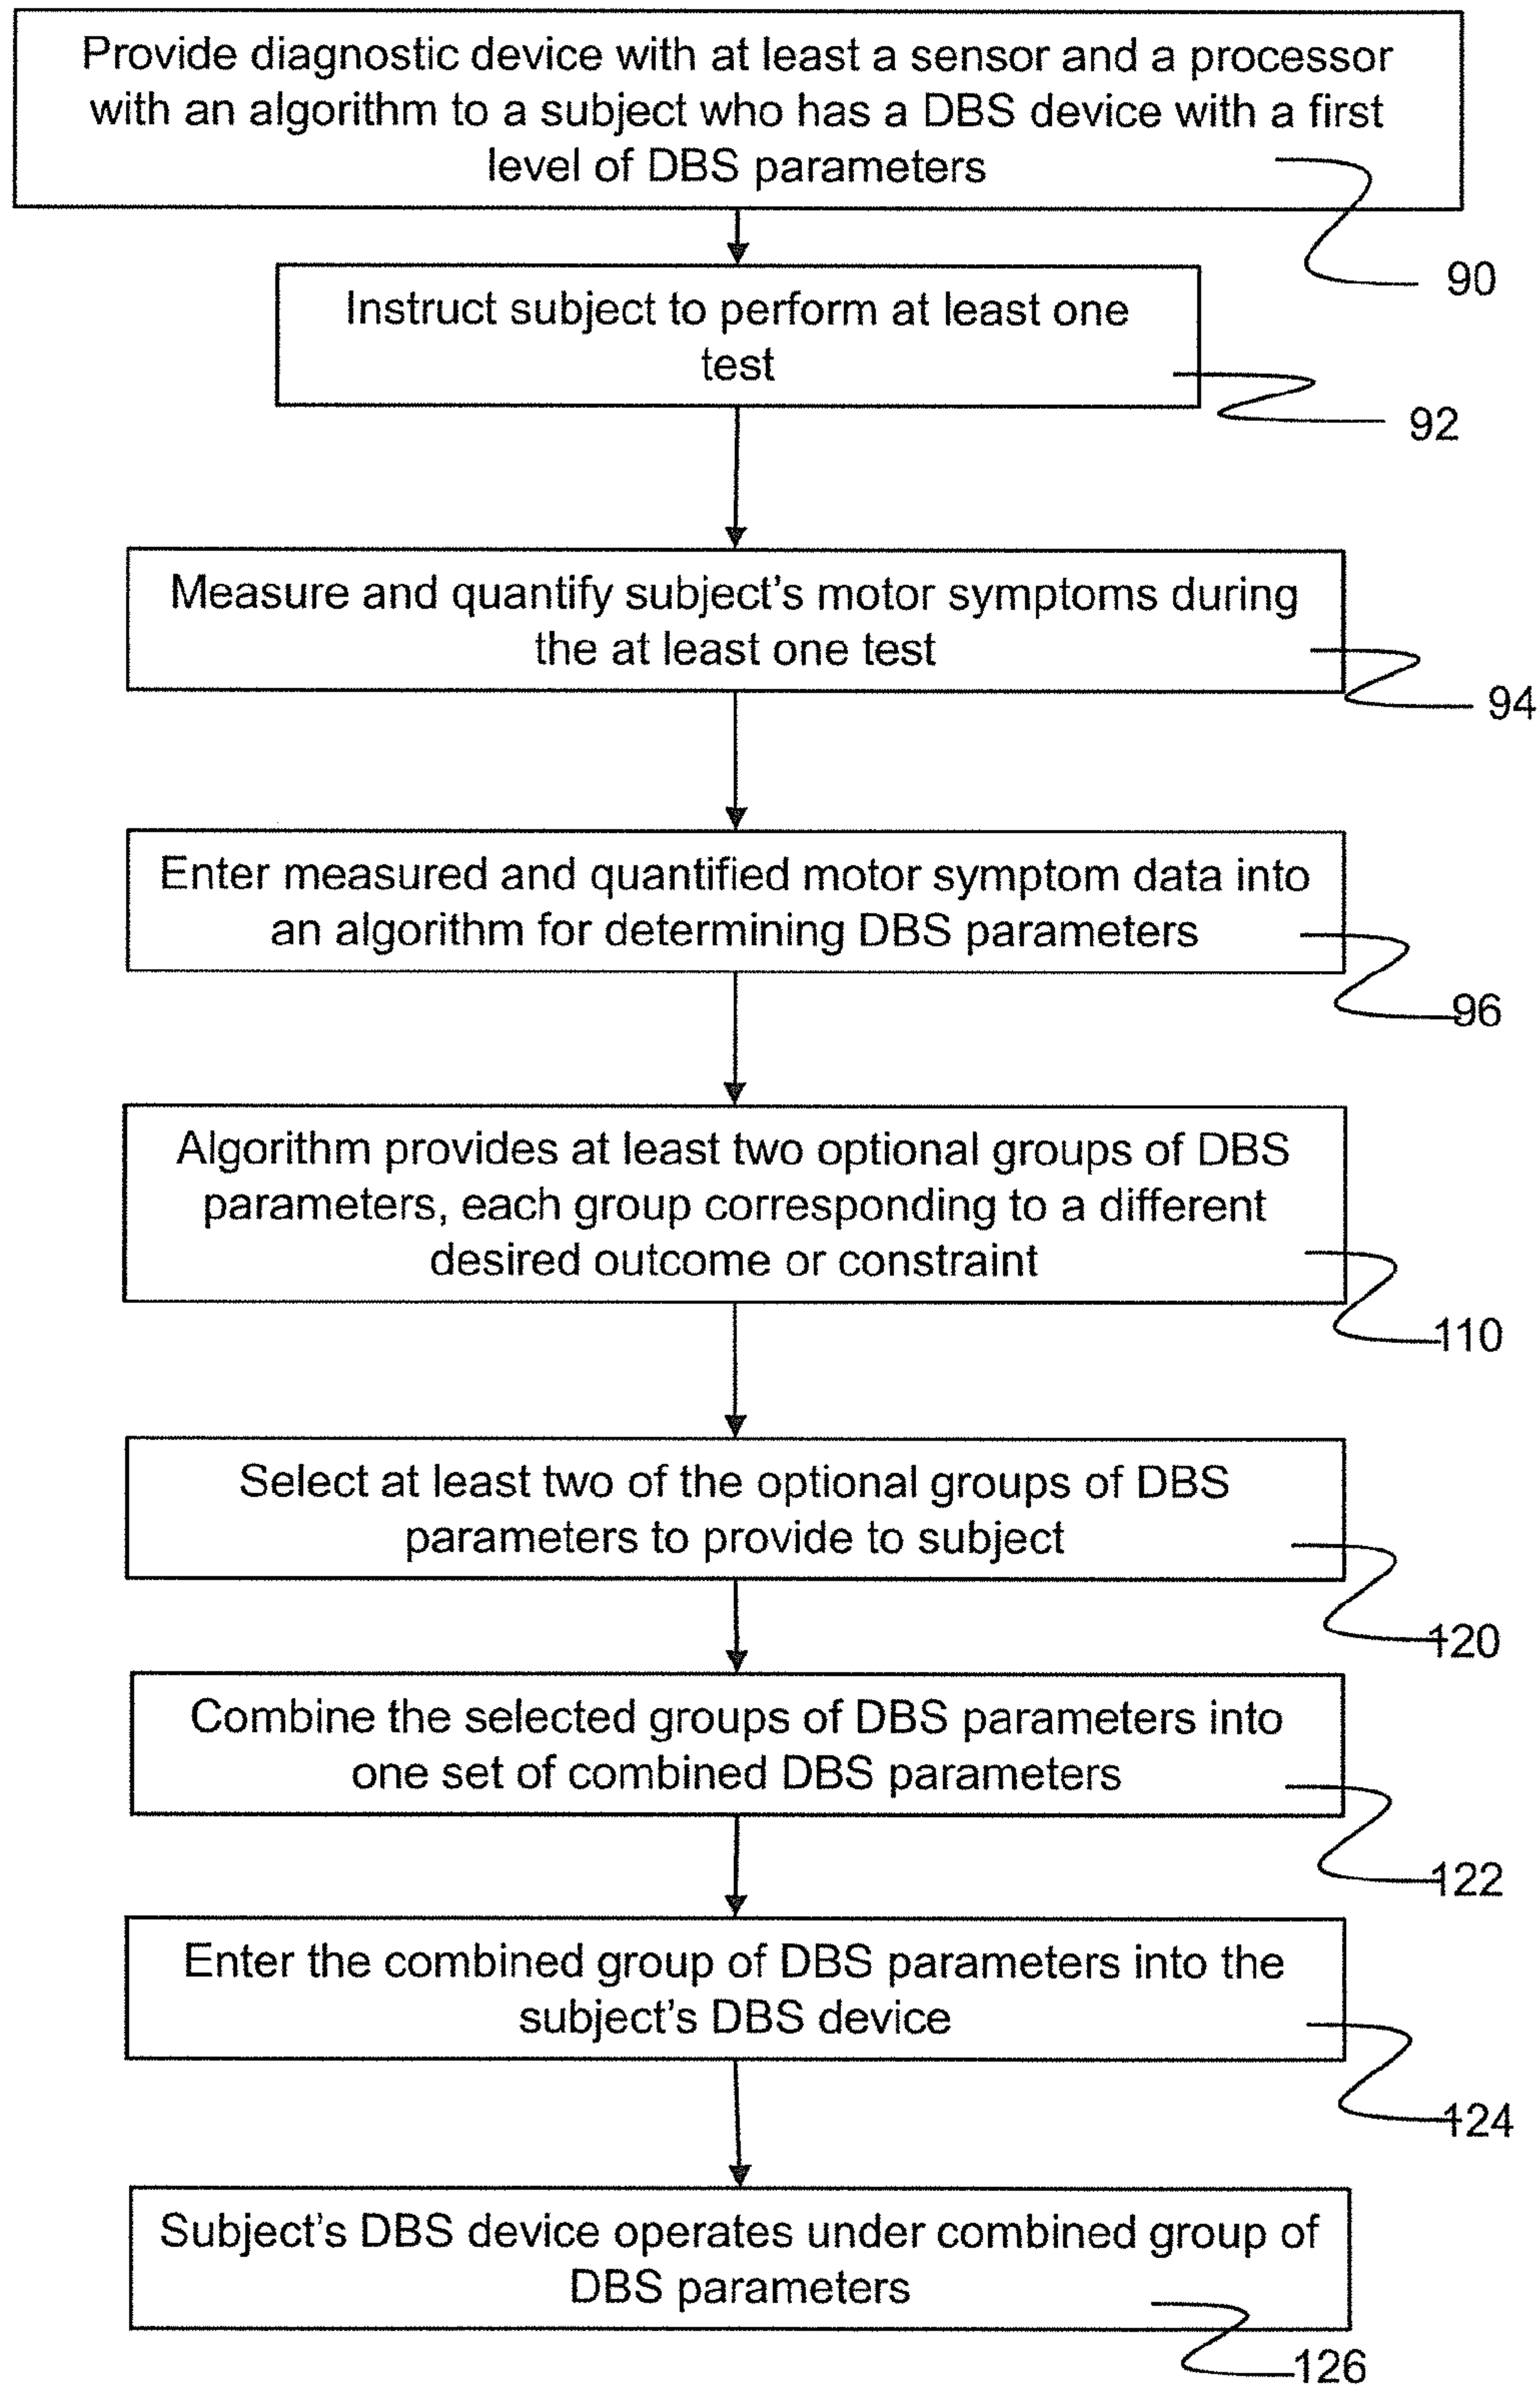 Provide diagnostic device with at least a sensor and a processor
with an algorithm to a subject who has a DBS device with a first
level of DBS parameters
90
Instruct subject to perform at least one
test
92
Measure and quantify subject's motor symptoms during
the at least one test
94
Enter measured and quantified motor symptom data into
an algorithm for determining DBS parameters
96
Algorithm provides at least two optional groups of DBS
parameters, each group corresponding to a different
desired outcome or constraint
110
Select at least two of the optional groups of DBS
parameters to provide to subject
120
Combine the selected groups of DBS parameters into
one set of combined DBS parameters
122
Enter the combined group of DBS parameters into the
subject's DBS device
124
Subject's DBS device operates under combined group of
DBS parameters
126